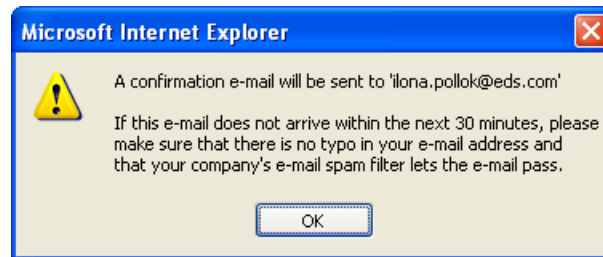 Microsoft Internet Explorer
A confirmation e-mail will be sent to 'ilona.pollok@eds.com'
If this e-mail does not arrive within the next 30 minutes, please
make sure that there is no typo in your e-mail address and
that your company's e-mail spam filter lets the e-mail pass.
OK